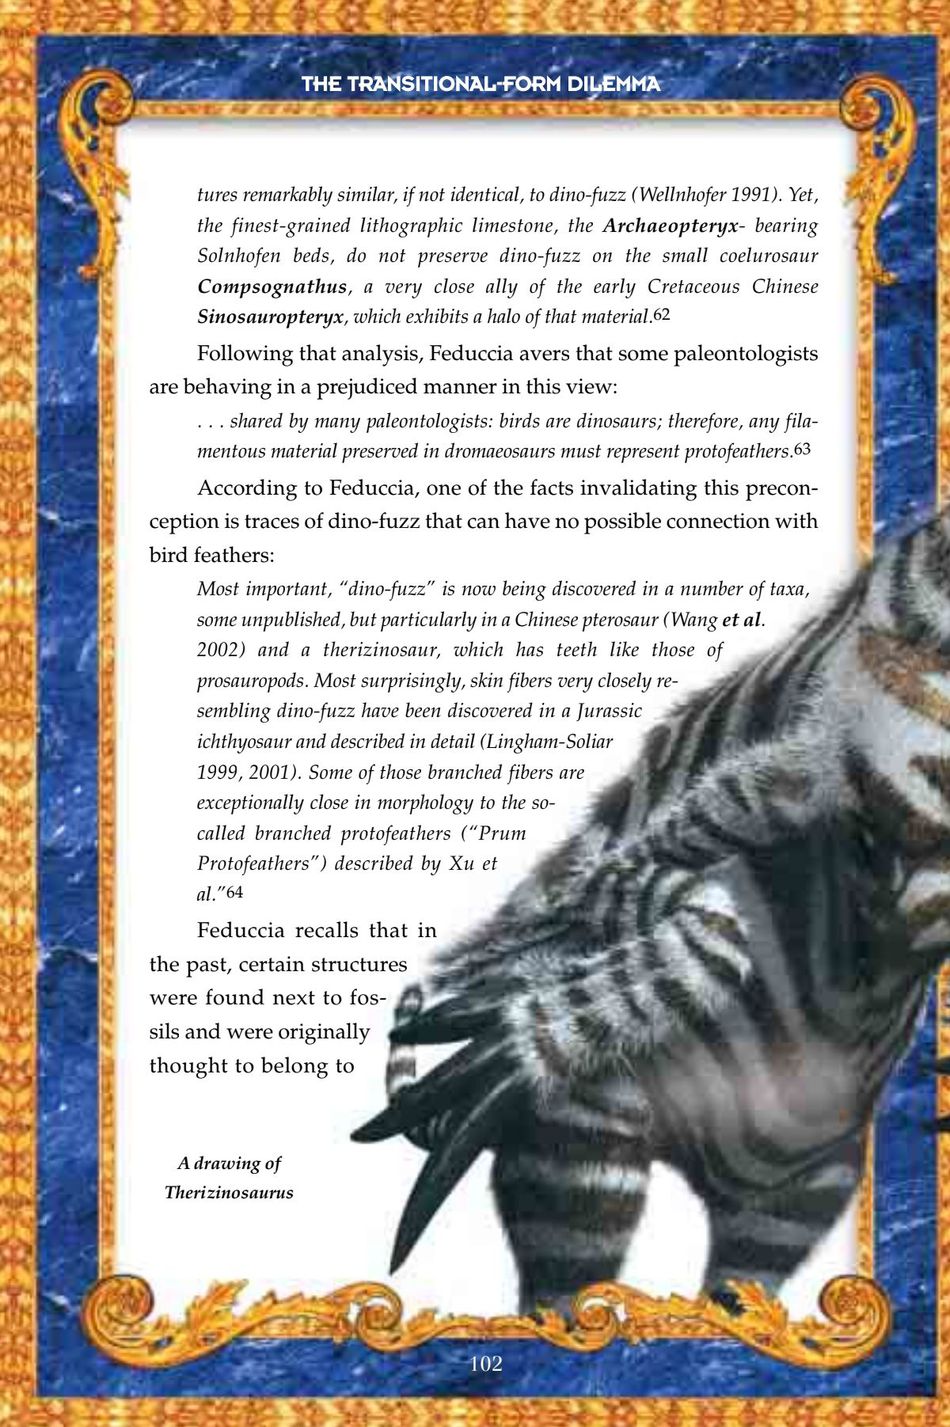 THE TRANSITIONAL-FORM DILEMMA
tures remarkably similar, if not identical, to dino-fuzz (Wellnhofer 1991). Yet,
the finest-grained lithographic limestone, the Archaeopteryx- bearing
Solnhofen beds, do not preserve dino-fuzz on the small coelurosaur
Compsognathus, a very close ally of the early Cretaceous Chinese
Sinosauropteryx, which exhibits a halo of that material.62
Following that analysis, Feduccia avers that some paleontologists
are behaving in a prejudiced manner in this view:
. . . shared by many paleontologists: birds are dinosaurs; therefore, any fila-
mentous material preserved in dromaeosaurs must represent protofeathers.63
According to Feduccia, one of the facts invalidating this precon-
ception is traces of dino-fuzz that can have no possible connection with
bird feathers:
Most important, “dino-fuzz” is now being discovered in a number of taxa,
some unpublished, but particularly in a Chinese pterosaur (Wang et al.
2002) and a therizinosaur, which has teeth like those of
prosauropods. Most surprisingly, skin fibers very closely re-
sembling dino-fuzz have been discovered in a Jurassic
ichthyosaur and described in detail (Lingham-Soliar
1999, 2001). Some of those branched fibers are
exceptionally close in morphology to the so-
called branched protofeathers (“Prum
Protofeathers”) described by Xu et
al.”64
Feduccia recalls that in
the past, certain structures
were found next to fos-
sils and were originally
thought to belong to
A drawing of
Therizinosaurus
102